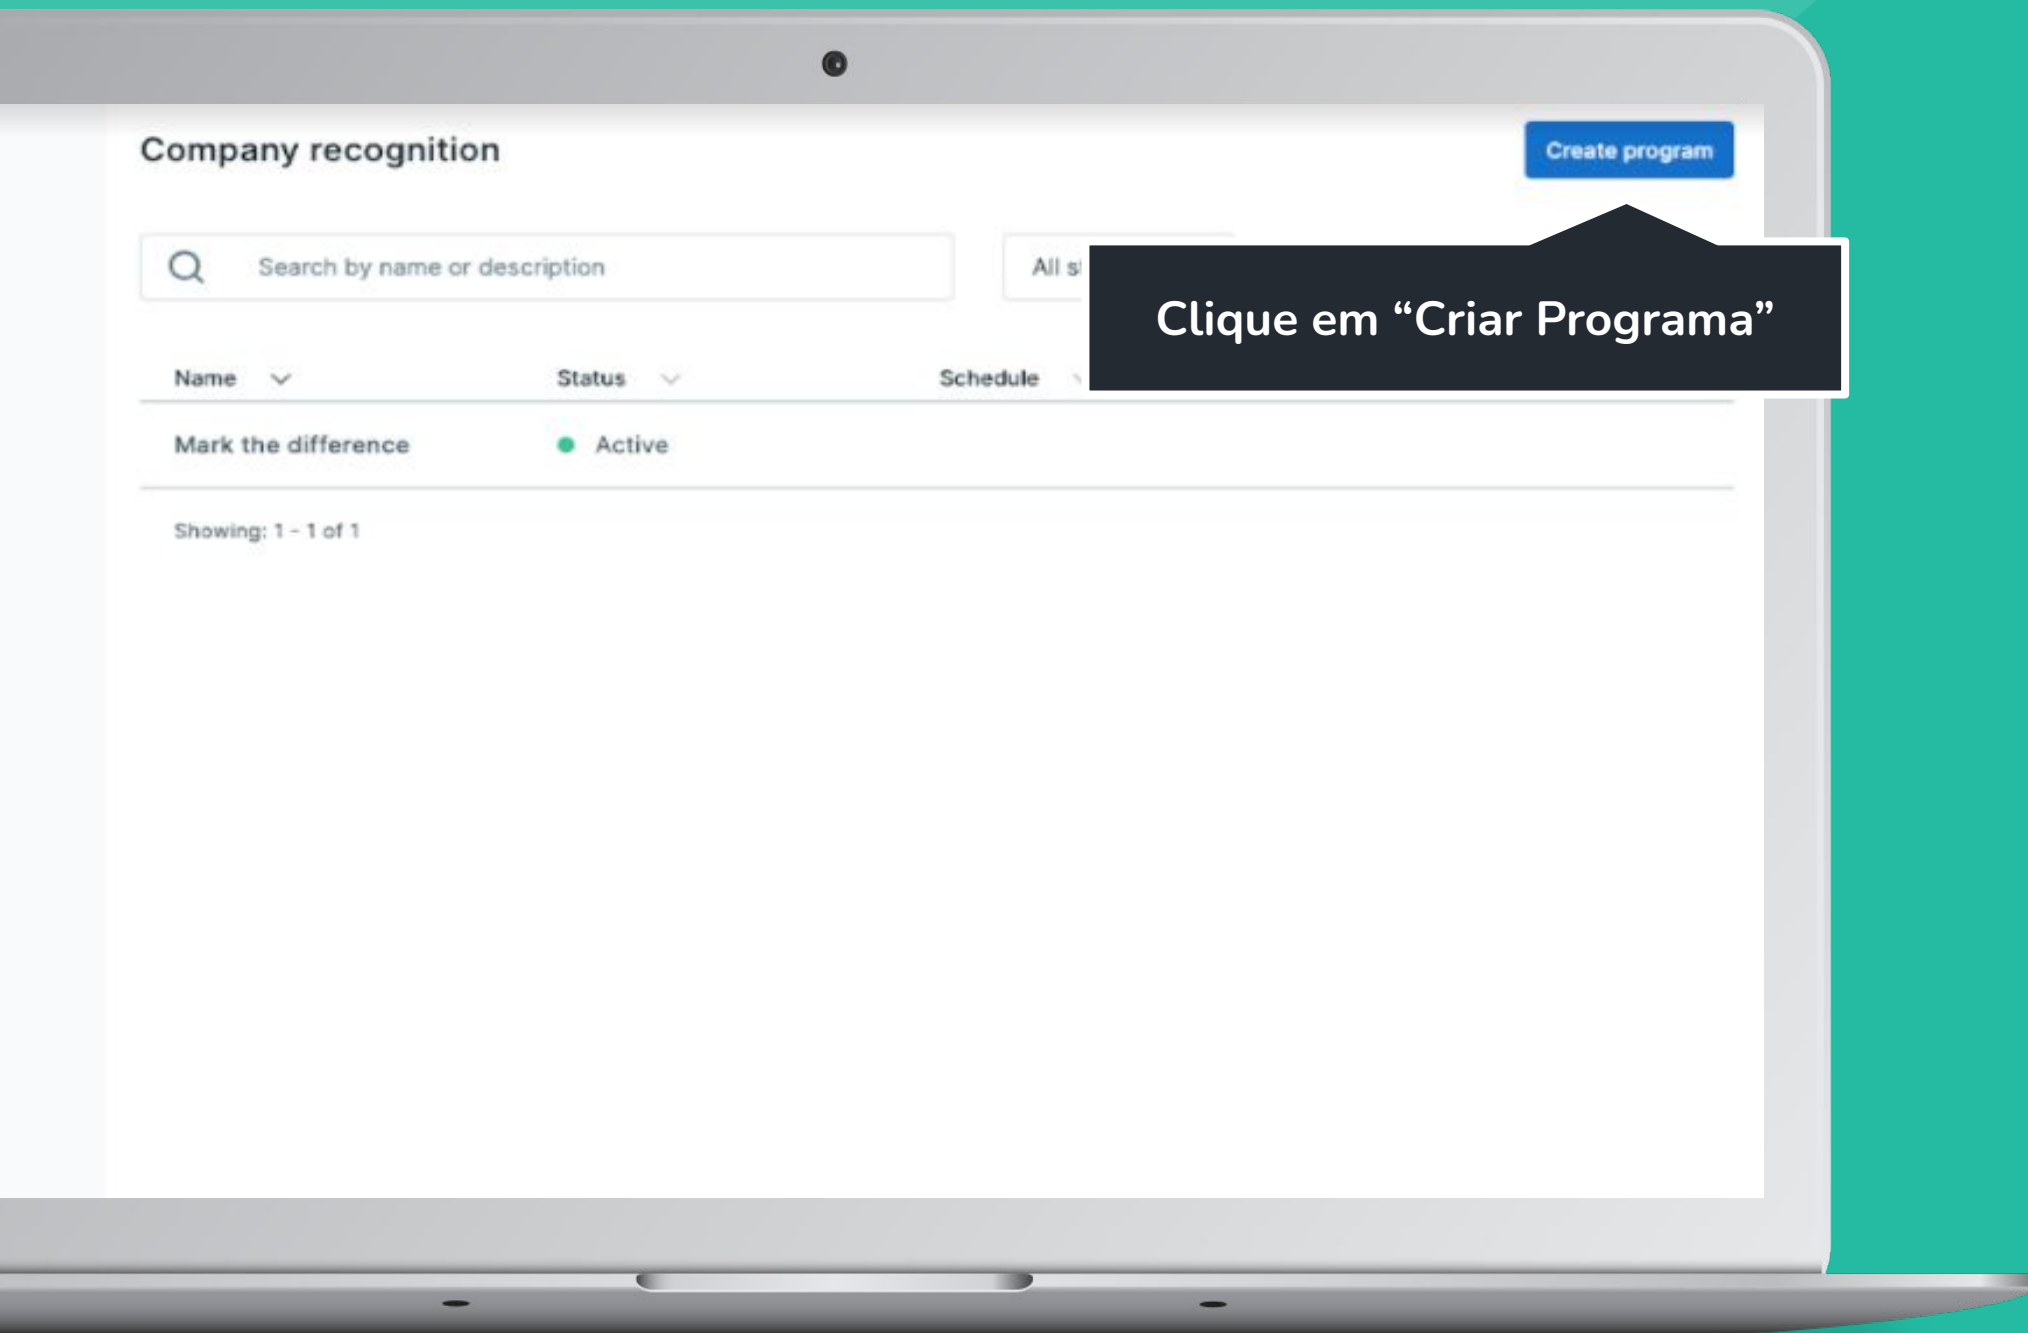 Company recognition
Create program
Search by name or description
All
Clique em “Criar Programa”
Name
Status
Schedule
Mark the difference
Active
Showing: 1 - 1 of 1